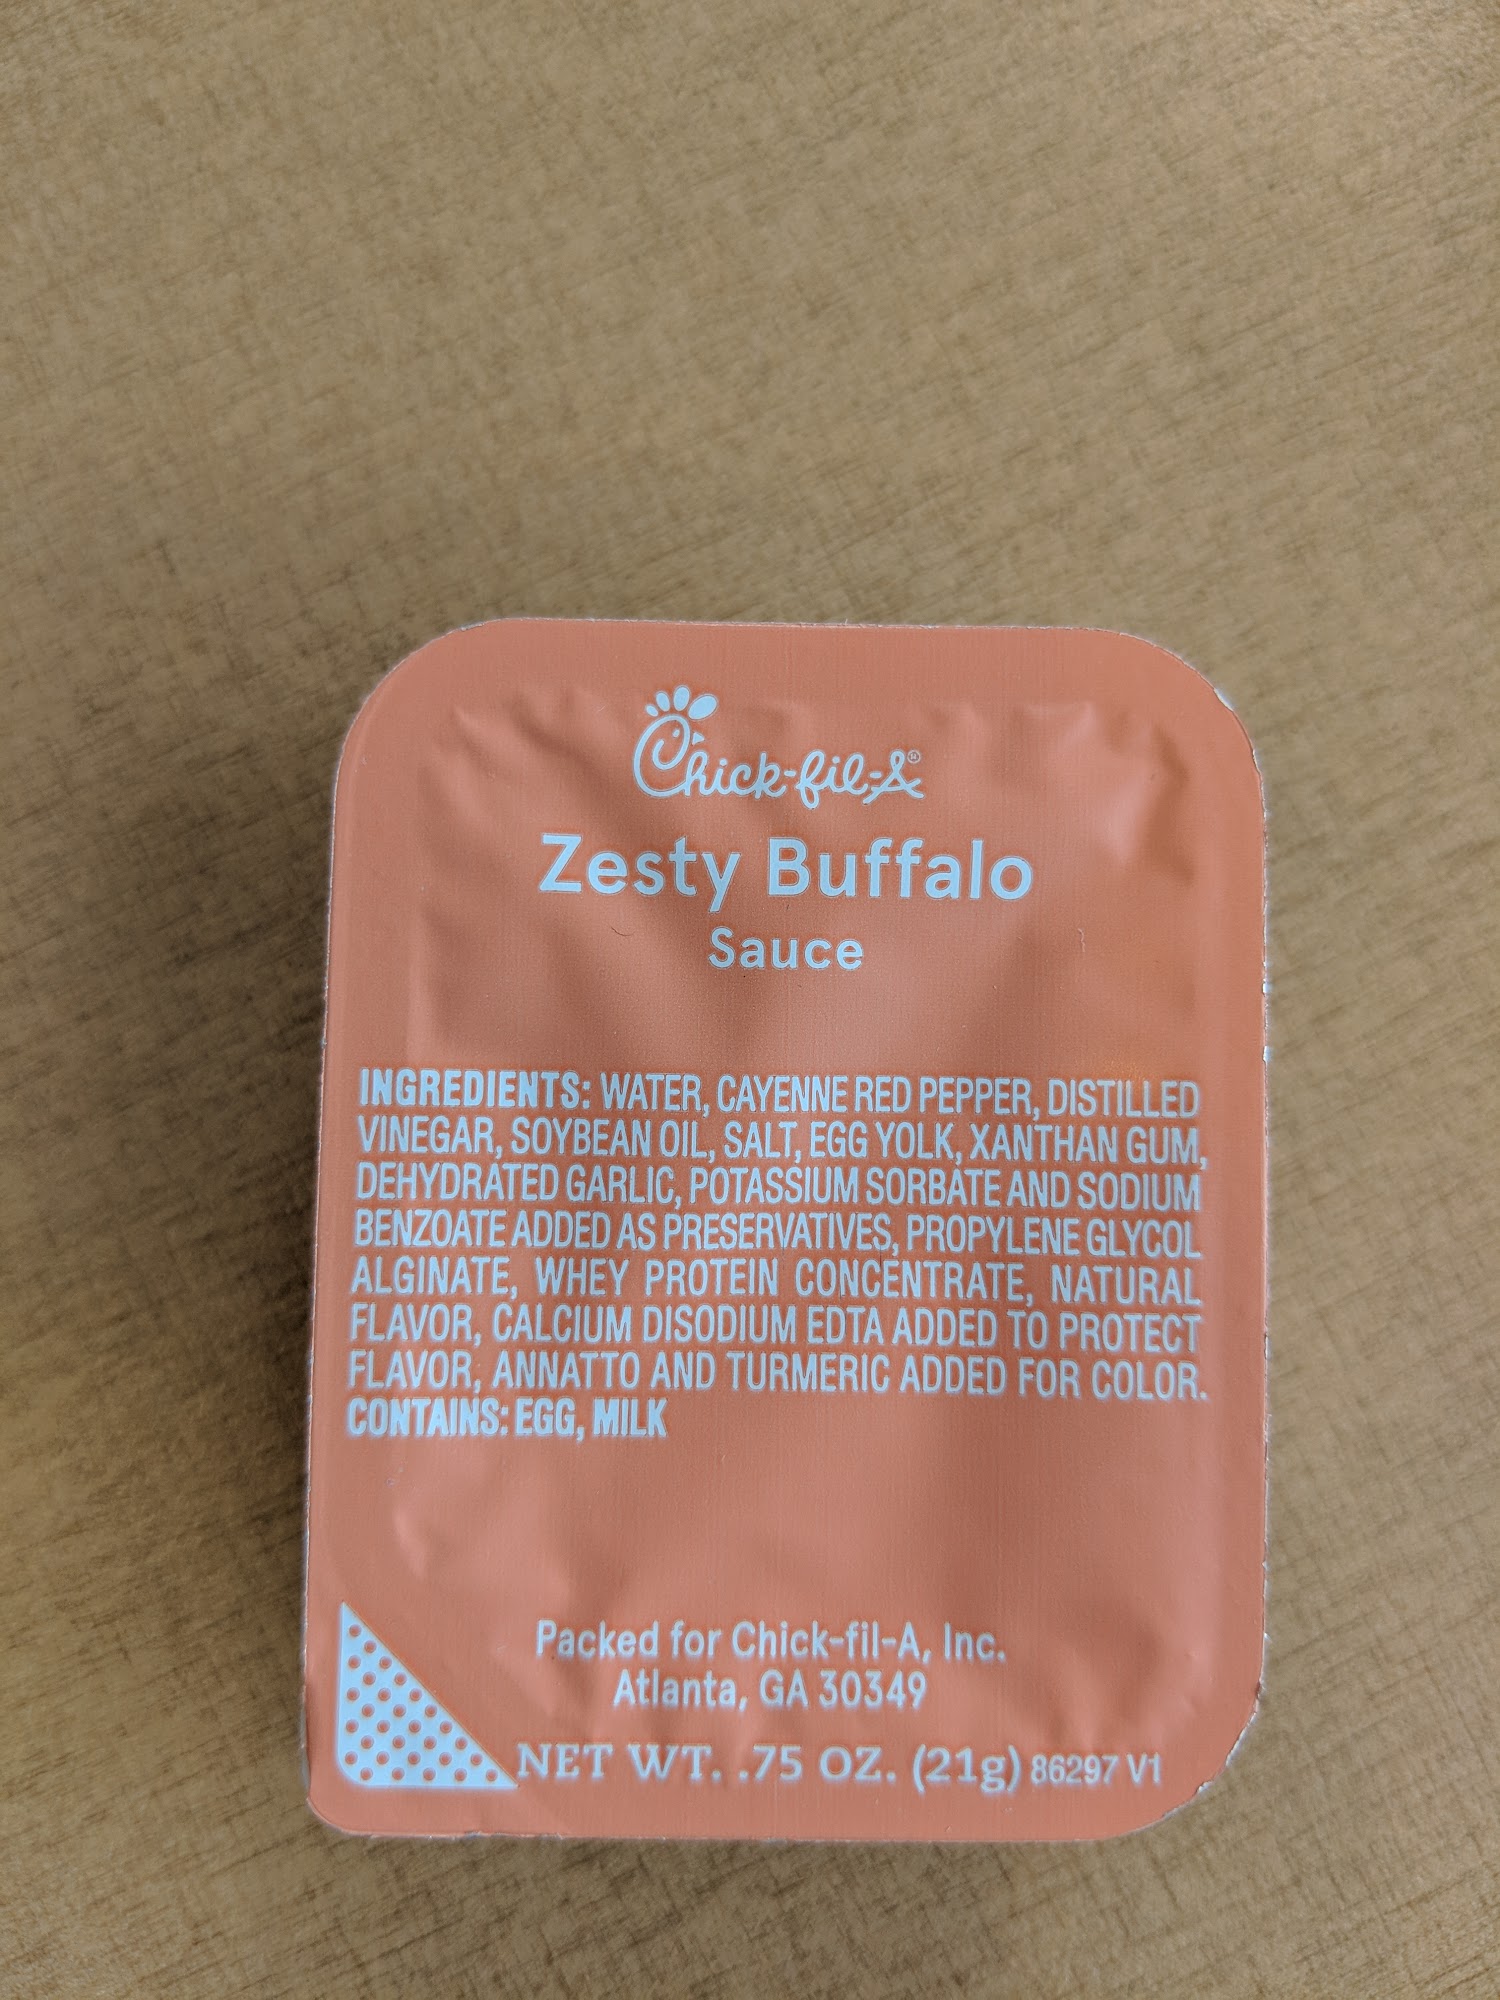 Chick-fil-A®
Zesty Buffalo
Sauce
INGREDIENTS: WATER, CAYENNE RED PEPPER, DISTILLED
VINEGAR, SOYBEAN OIL, SALT, EGG YOLK, XANTHAN GUM,
DEHYDRATED GARLIC, POTASSIUM SORBATE AND SODIUM
BENZOATE ADDED AS PRESERVATIVES, PROPYLENE GLYCOL
ALGINATE, WHEY PROTEIN CONCENTRATE, NATURAL
FLAVOR, CALCIUM DISODIUM EDTA ADDED TO PROTECT
FLAVOR, ANNATTO AND TURMERIC ADDED FOR COLOR.
CONTAINS: EGG, MILK
Packed for Chick-fil-A, Inc.
Atlanta, GA 30349
NET WT. .75 OZ. (21g) 86297 V1